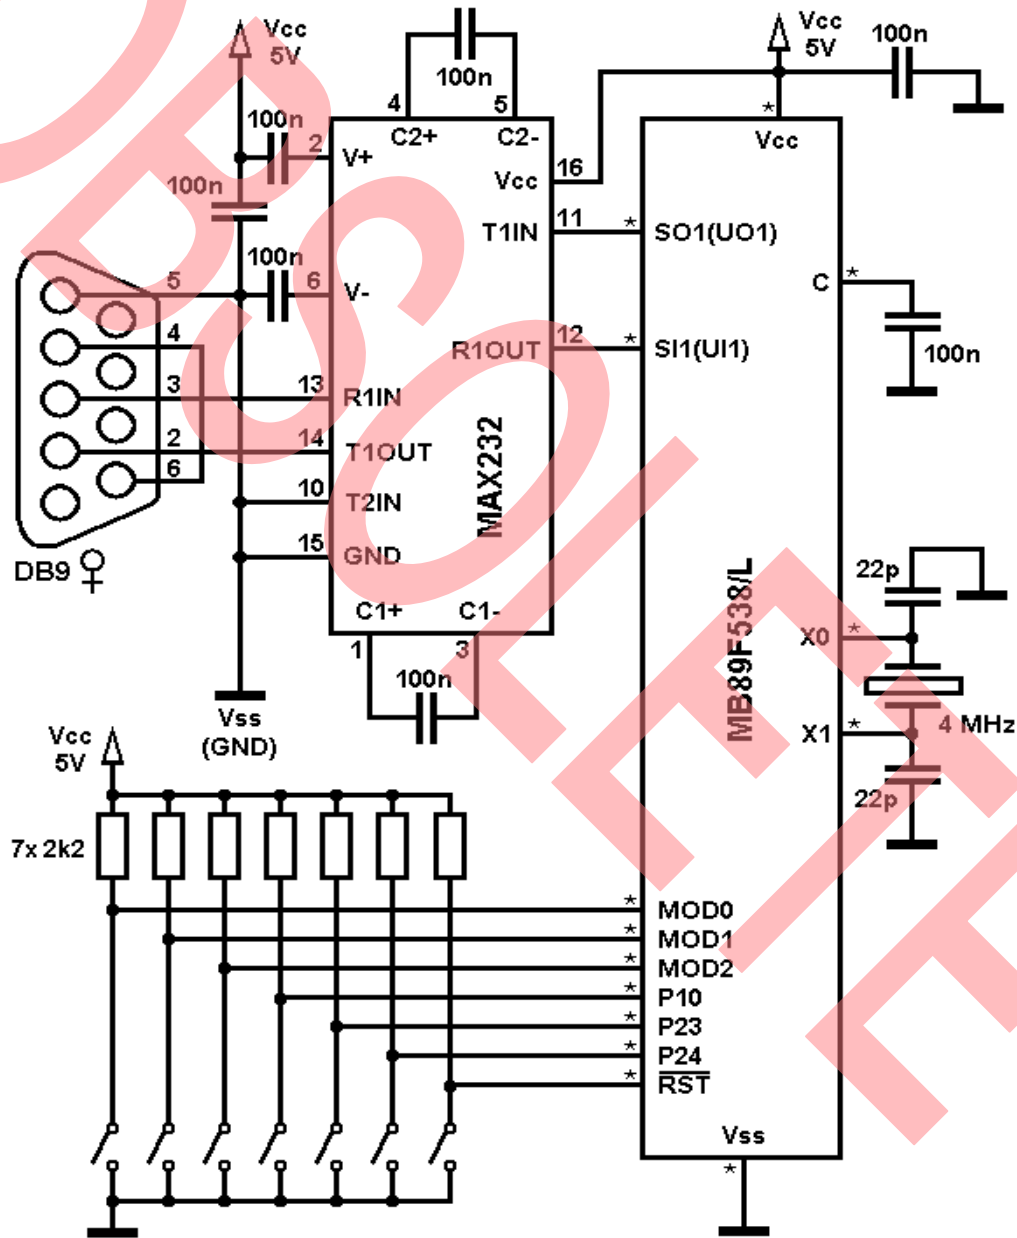 Vcc
5V
100n
4
5
C2+
C2-
Vcc
5V
100n
*
Vcc
100n
2
V+
100n
16
Vcc
11
T1IN
*
SO1(UO1)
100n
5
6
V-
C
*
100n
4
12
R1OUT
*
SI1(UI1)
3
13
R1IN
2
14
T1OUT
6
10
T2IN
15
GND
MAX232
DB9
C1+
C1-
1
3
100n
Vss
(GND)
MB89F538/L
22p
X0
*
X1
*
4 MHz
22p
Vcc
5V
7x 2k2
*
MOD0
*
MOD1
*
MOD2
*
P10
*
P23
*
P24
*
RST
Vss
*
OBSOLETE